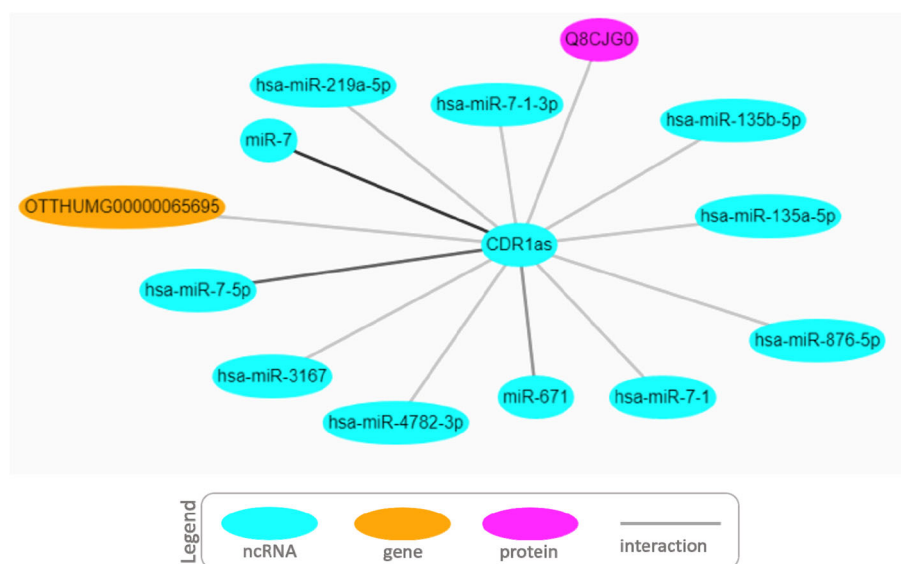 Q8CJG0
hsa-miR-219a-5p
hsa-miR-7-1-3p
hsa-miR-135b-5p
miR-7
OTTHUMG00000065695
hsa-miR-135a-5p
CDR1as
hsa-miR-7-5p
hsa-miR-876-5p
hsa-miR-3167
miR-671
hsa-miR-7-1
hsa-miR-4782-3p
Legend
ncRNA
gene
protein
interaction